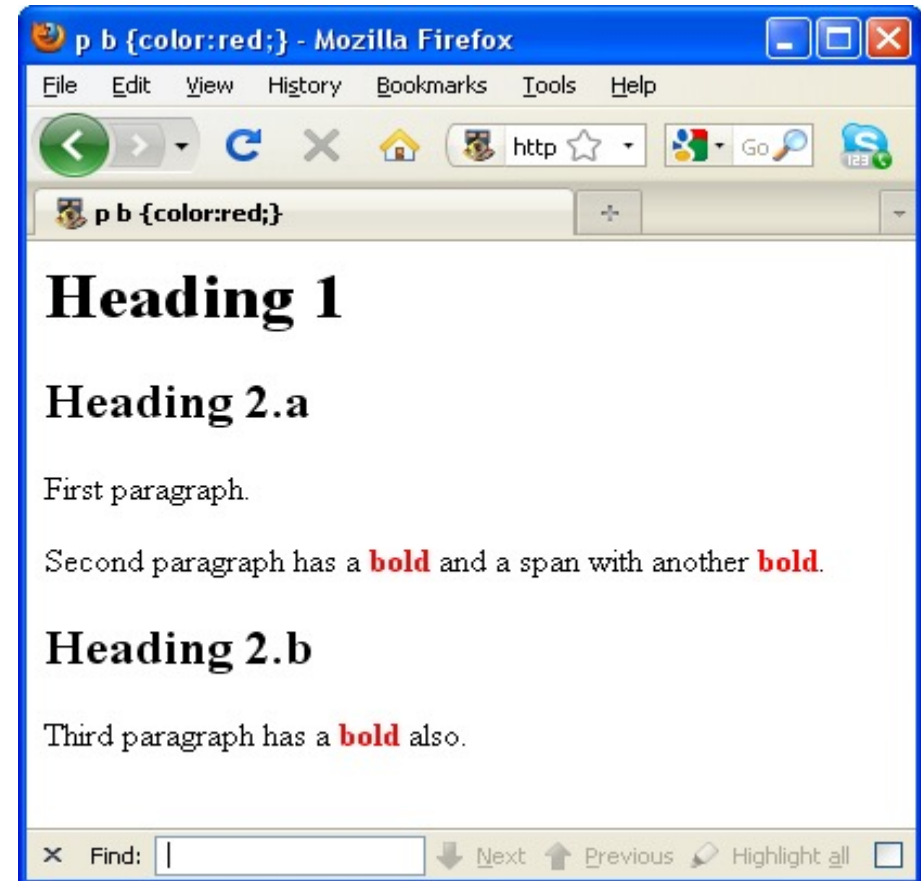 p b {color:red;} - Mozilla Firefox
File Edit View History Bookmarks Tools Help
http Go 123
p b {color:red;}
Heading 1
Heading 2.a
First paragraph.
Second paragraph has a bold and a span with another bold.
Heading 2.b
Third paragraph has a bold also.
Find: Next Previous Highlight all